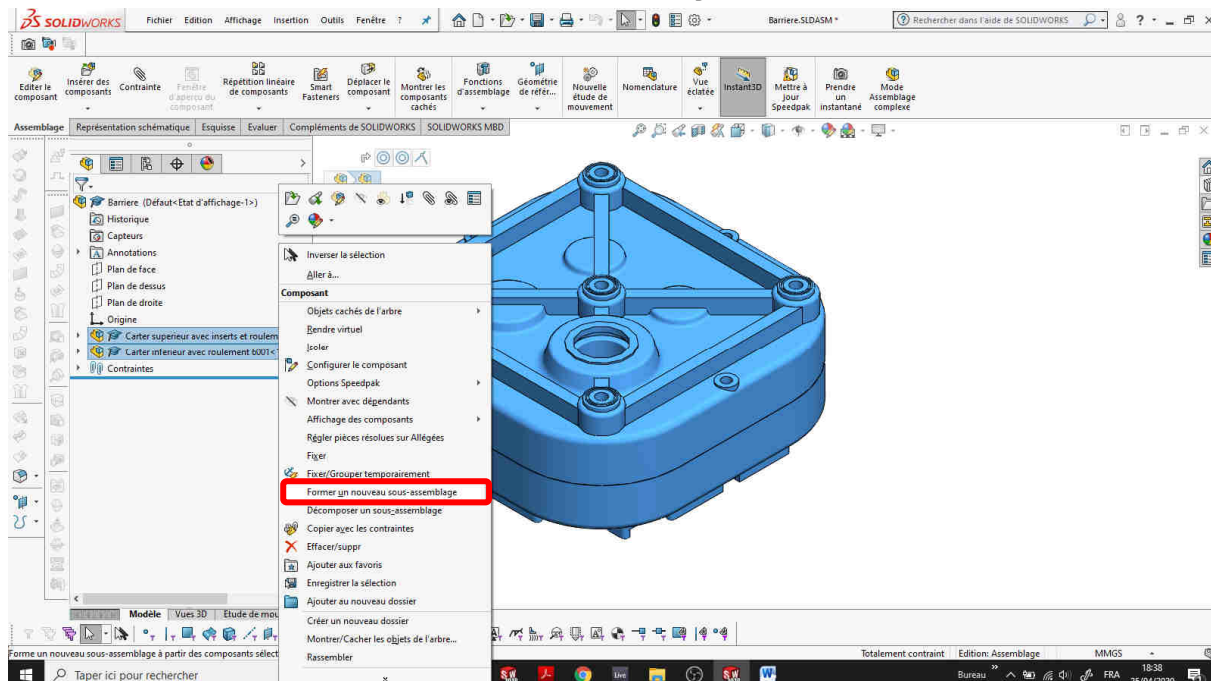 SOLIDWORKS Fichier Edition Affichage Insertion Outils Fenêtre ? Barriere.SLDASM * Rechercher dans l'aide de SOLIDWORKS
Editer le composant
Insérer des composants
Contrainte
Fenêtre d'aperçu du composant
Répétition linéaire de composants
Smart Fasteners
Déplacer le composant
Montrer les composants cachés
Fonctions d'assemblage
Géométrie de référ...
Nouvelle étude de mouvement
Nomenclature
Vue éclatée
Instant3D
Mettre à jour Speedpak
Prendre un instantané
Mode Assemblage complexe
Assemblage Représentation schématique Esquisse Evaluer Compléments de SOLIDWORKS SOLIDWORKS MBD
Barriere (Défaut<Etat d'affichage-1>)
Historique
Capteurs
Annotations
Plan de face
Plan de dessus
Plan de droite
Origine
Carter superieur avec inserts et roulem
Carter inferieur avec roulement 6001<
Contraintes
Inverser la sélection
Aller à...
Composant
Objets cachés de l'arbre
Rendre virtuel
Isoler
Configurer le composant
Options Speedpak
Montrer avec dépendants
Affichage des composants
Régler pièces résolues sur Allégées
Fixer
Fixer/Grouper temporairement
Former un nouveau sous-assemblage
Décomposer un sous-assemblage
Copier avec les contraintes
Effacer/suppr
Ajouter aux favoris
Enregistrer la sélection
Ajouter au nouveau dossier
Créer un nouveau dossier
Montrer/Cacher les objets de l'arbre...
Rassembler
Modèle Vues 3D Etude de mou
Forme un nouveau sous-assemblage à partir des composants sélect
Totalement contraint Edition: Assemblage MMGS
Taper ici pour rechercher
Live
Bureau
FRA
18:38
25/04/2020